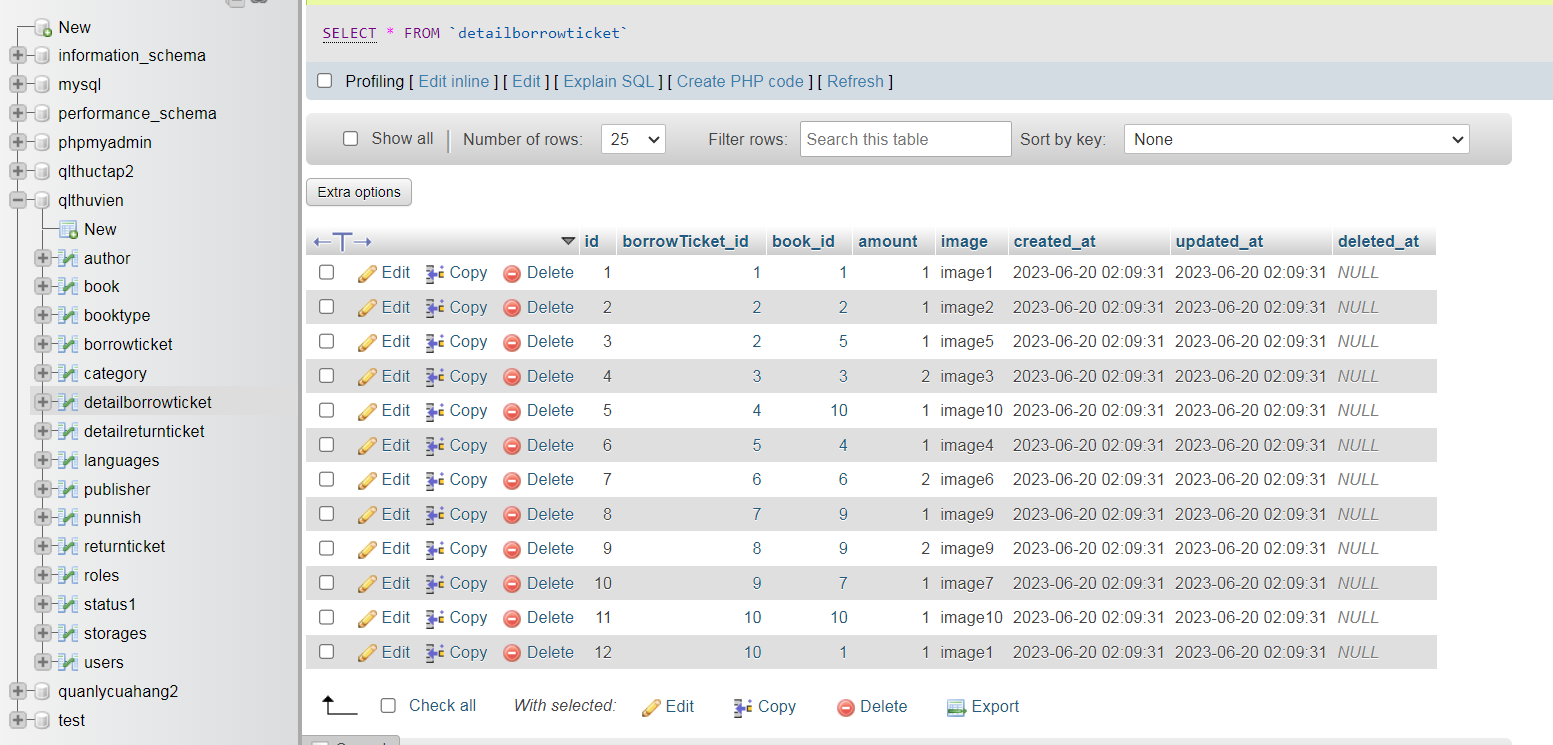 New
information_schema
mysql
performance_schema
phpmyadmin
qlthuctap2
qlthuvien
New
author
book
booktype
borrowticket
category
detailborrowticket
detailreturnticket
languages
publisher
punnish
returnticket
roles
status1
storages
users
quanlycuahang2
test
SELECT * FROM `detailborrowticket`
Profiling [ Edit inline ] [ Edit ] [ Explain SQL ] [ Create PHP code ] [ Refresh ]
Show all Number of rows: 25 Filter rows: Search this table Sort by key: None
Extra options
id borrowTicket_id book_id amount image created_at updated_at deleted_at
Edit Copy Delete 1 1 1 1 image1 2023-06-20 02:09:31 2023-06-20 02:09:31 NULL
Edit Copy Delete 2 2 2 1 image2 2023-06-20 02:09:31 2023-06-20 02:09:31 NULL
Edit Copy Delete 3 2 5 1 image5 2023-06-20 02:09:31 2023-06-20 02:09:31 NULL
Edit Copy Delete 4 3 3 2 image3 2023-06-20 02:09:31 2023-06-20 02:09:31 NULL
Edit Copy Delete 5 4 10 1 image10 2023-06-20 02:09:31 2023-06-20 02:09:31 NULL
Edit Copy Delete 6 5 4 1 image4 2023-06-20 02:09:31 2023-06-20 02:09:31 NULL
Edit Copy Delete 7 6 6 2 image6 2023-06-20 02:09:31 2023-06-20 02:09:31 NULL
Edit Copy Delete 8 7 9 1 image9 2023-06-20 02:09:31 2023-06-20 02:09:31 NULL
Edit Copy Delete 9 8 9 2 image9 2023-06-20 02:09:31 2023-06-20 02:09:31 NULL
Edit Copy Delete 10 9 7 1 image7 2023-06-20 02:09:31 2023-06-20 02:09:31 NULL
Edit Copy Delete 11 10 10 1 image10 2023-06-20 02:09:31 2023-06-20 02:09:31 NULL
Edit Copy Delete 12 10 1 1 image1 2023-06-20 02:09:31 2023-06-20 02:09:31 NULL
Check all With selected: Edit Copy Delete Export